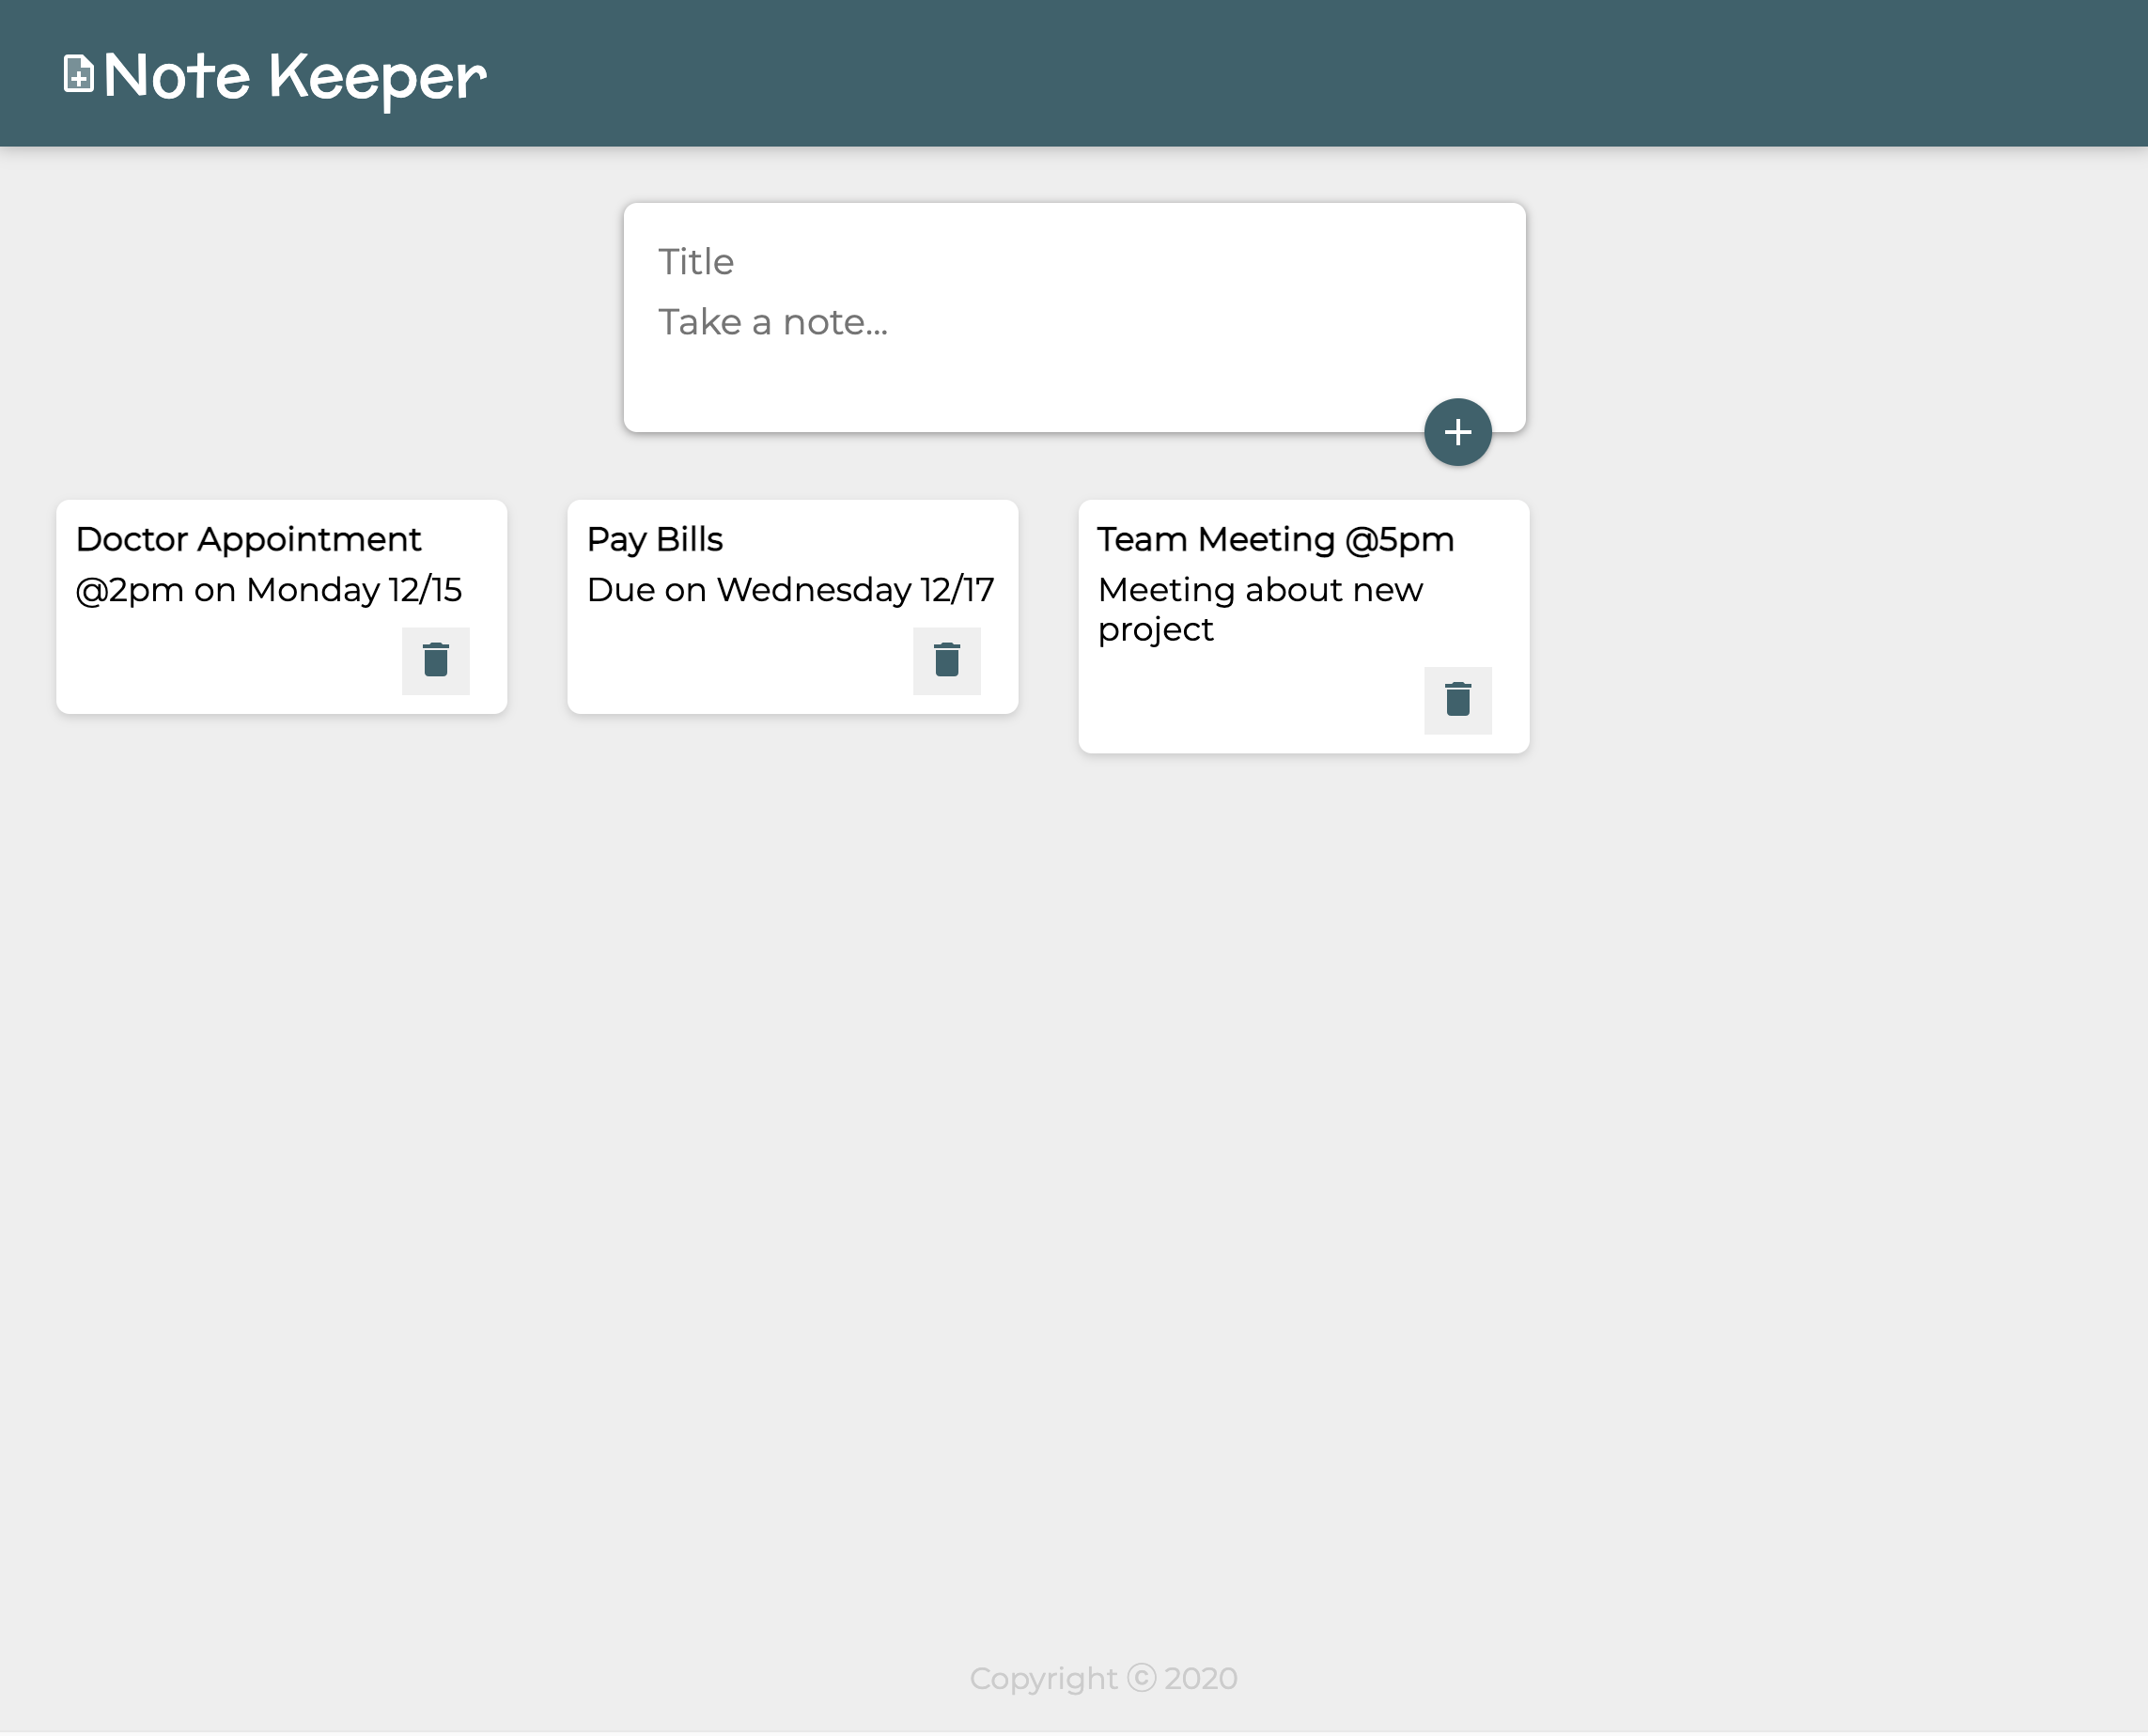 Note Keeper
Title
Take a note...
Doctor Appointment
@2pm on Monday 12/15
Pay Bills
Due on Wednesday 12/17
Team Meeting @5pm
Meeting about new
project
Copyright ⓒ 2020